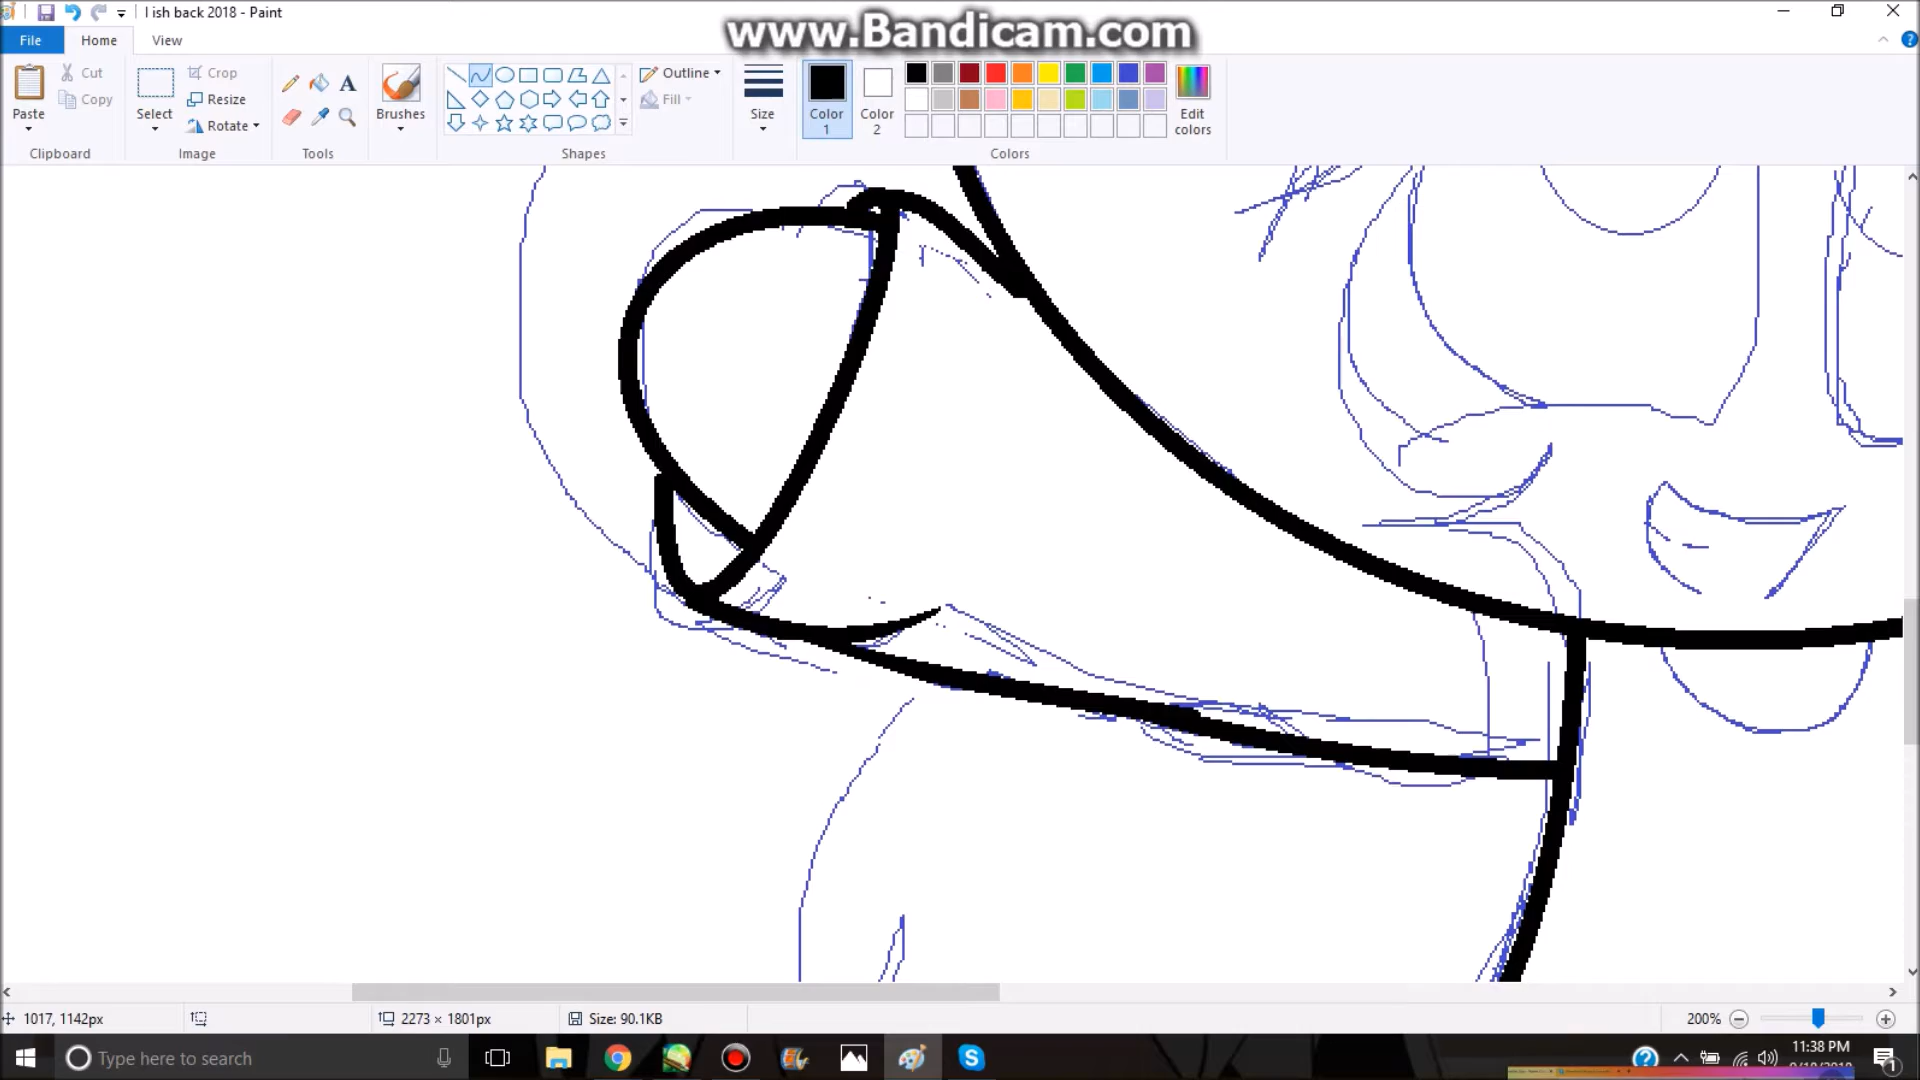 I ish back 2018 - Paint
www.Bandicam.com
File
Home
View
Paste
Cut
Copy
Clipboard
Select
Crop
Resize
Rotate
Image
A
Tools
Brushes
Outline
Fill
Shapes
Size
Color
1
Color
2
Edit
colors
Colors
1017, 1142px
2273 × 1801px
Size: 90.1KB
200%
Type here to search
11:38 PM
1